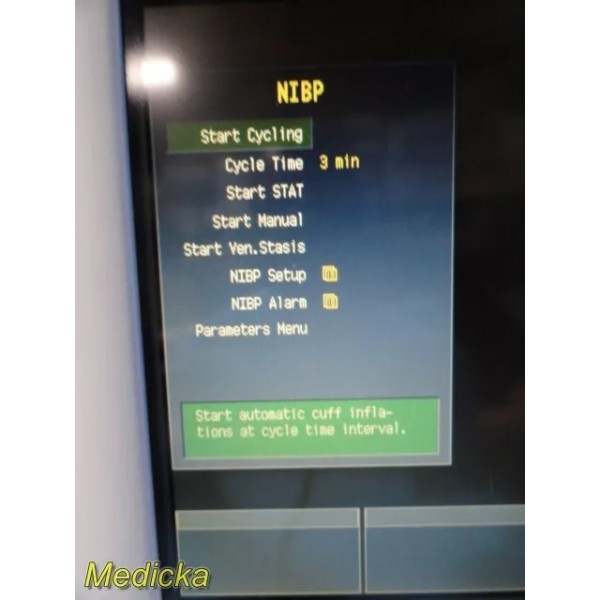 NIBP
Start Cycling
Cycle Time 3 min
Start STAT
Start Manual
Start Ven.Stasis
NIBP Setup
NIBP Alarm
Parameters Menu
Start automatic cuff infla-
tions at cycle time interval.
Medicka